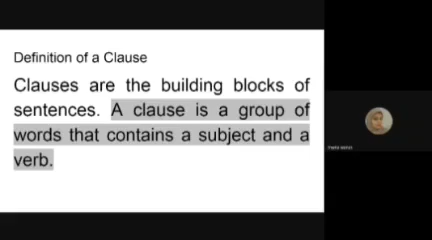 Definition of a Clause
Clauses are the building blocks of
sentences. A clause is a group of
words that contains a subject and a
verb.